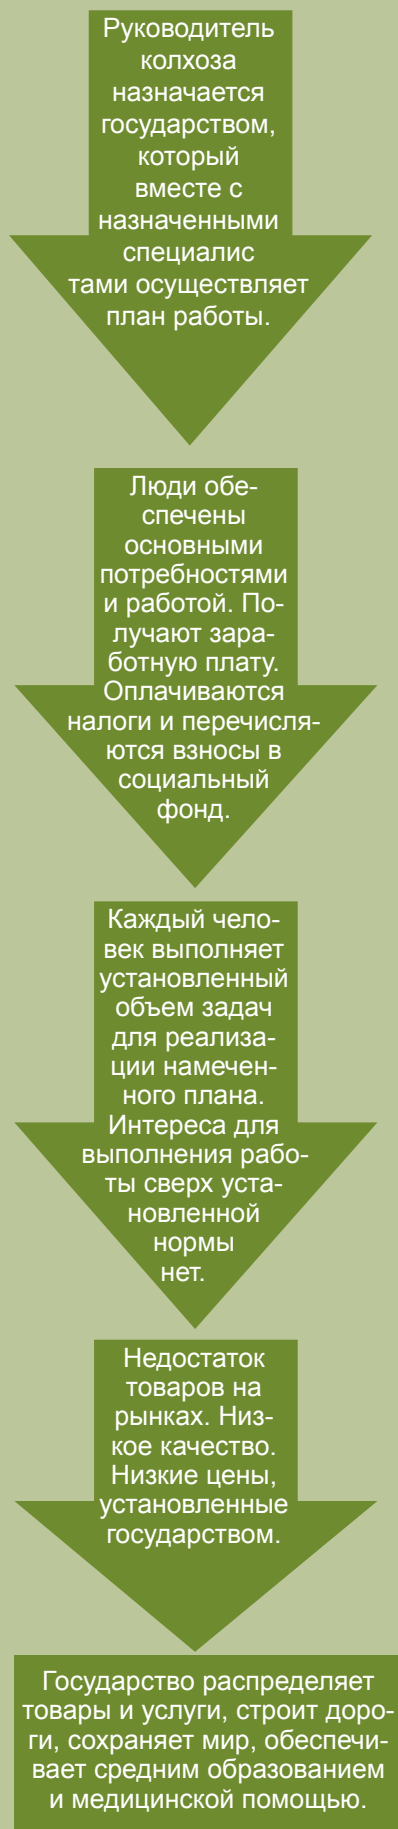 Руководитель
колхоза
назначается
государством,
который
вместе с
назначенными
специалис
тами осуществляет
план работы.
Люди обе-
спечены
основными
потребностями
и работой. По-
лучают зара-
ботную плату.
Оплачиваются
налоги и перечисля-
ются взносы в
социальный
фонд.
Каждый чело-
век выполняет
установленный
объем задач
для реализа-
ции намечен-
ного плана.
Интереса для
выполнения рабо-
ты сверх уста-
новленной
нормы
нет.
Недостаток
товаров на
рынках. Низ-
кое качество.
Низкие цены,
установленные
государством.
Государство распределяет
товары и услуги, строит доро-
ги, сохраняет мир, обеспечи-
вает средним образованием
и медицинской помощью.